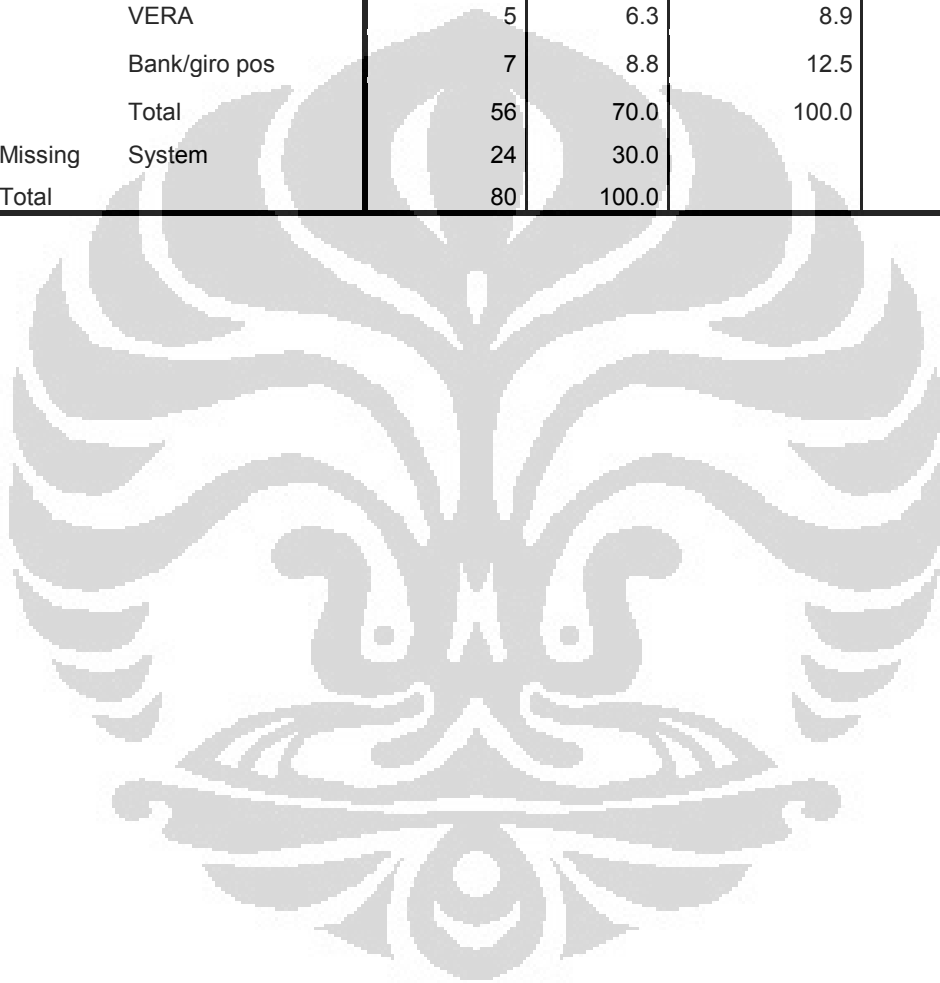 VERA 5 6.3 8.9
Bank/giro pos 7 8.8 12.5
Total 56 70.0 100.0
Missing System 24 30.0
Total 80 100.0